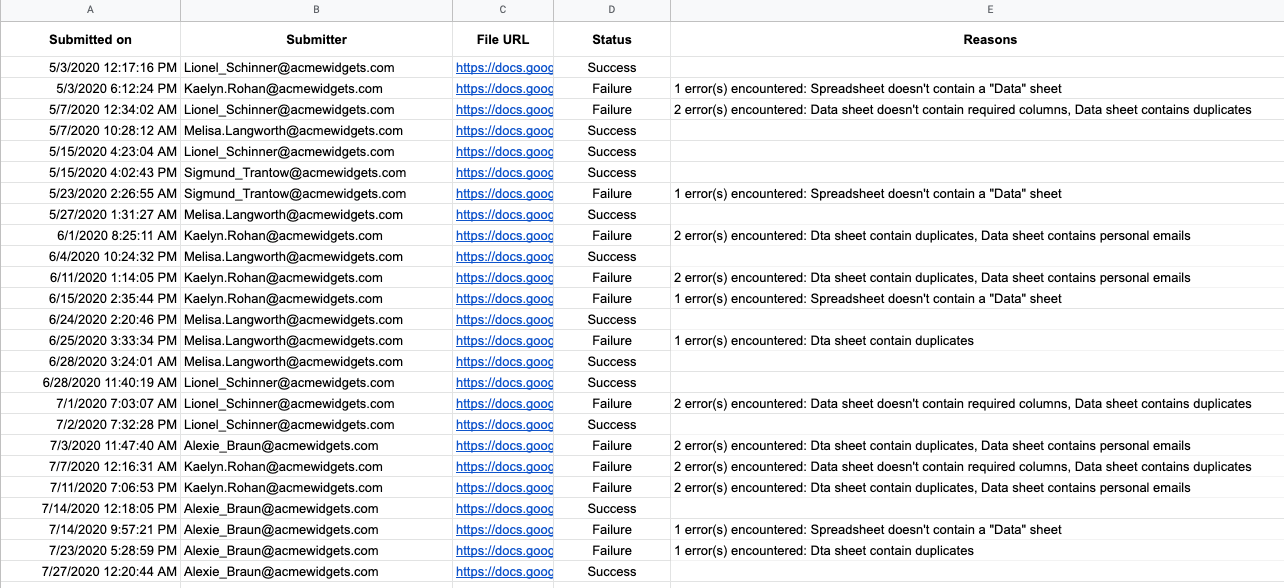 A B C D E
Submitted on Submitter File URL Status Reasons
5/3/2020 12:17:16 PM Lionel_Schinner@acmewidgets.com https://docs.goog Success
5/3/2020 6:12:24 PM Kaelyn.Rohan@acmewidgets.com https://docs.goog Failure 1 error(s) encountered: Spreadsheet doesn't contain a "Data" sheet
5/7/2020 12:34:02 AM Lionel_Schinner@acmewidgets.com https://docs.goog Failure 2 error(s) encountered: Data sheet doesn't contain required columns, Data sheet contains duplicates
5/7/2020 10:28:12 AM Melisa.Langworth@acmewidgets.com https://docs.goog Success
5/15/2020 4:23:04 AM Lionel_Schinner@acmewidgets.com https://docs.goog Success
5/15/2020 4:02:43 PM Sigmund_Trantow@acmewidgets.com https://docs.goog Success
5/23/2020 2:26:55 AM Sigmund_Trantow@acmewidgets.com https://docs.goog Failure 1 error(s) encountered: Spreadsheet doesn't contain a "Data" sheet
5/27/2020 1:31:27 AM Melisa.Langworth@acmewidgets.com https://docs.goog Success
6/1/2020 8:25:11 AM Kaelyn.Rohan@acmewidgets.com https://docs.goog Failure 2 error(s) encountered: Dta sheet contain duplicates, Data sheet contains personal emails
6/4/2020 10:24:32 PM Melisa.Langworth@acmewidgets.com https://docs.goog Success
6/11/2020 1:14:05 PM Kaelyn.Rohan@acmewidgets.com https://docs.goog Failure 2 error(s) encountered: Dta sheet contain duplicates, Data sheet contains personal emails
6/15/2020 2:35:44 PM Kaelyn.Rohan@acmewidgets.com https://docs.goog Failure 1 error(s) encountered: Spreadsheet doesn't contain a "Data" sheet
6/24/2020 2:20:46 PM Melisa.Langworth@acmewidgets.com https://docs.goog Success
6/25/2020 3:33:34 PM Melisa.Langworth@acmewidgets.com https://docs.goog Failure 1 error(s) encountered: Dta sheet contain duplicates
6/28/2020 3:24:01 AM Melisa.Langworth@acmewidgets.com https://docs.goog Success
6/28/2020 11:40:19 AM Lionel_Schinner@acmewidgets.com https://docs.goog Success
7/1/2020 7:03:07 AM Lionel_Schinner@acmewidgets.com https://docs.goog Failure 2 error(s) encountered: Data sheet doesn't contain required columns, Data sheet contains duplicates
7/2/2020 7:32:28 PM Lionel_Schinner@acmewidgets.com https://docs.goog Success
7/3/2020 11:47:40 AM Alexie_Braun@acmewidgets.com https://docs.goog Failure 2 error(s) encountered: Dta sheet contain duplicates, Data sheet contains personal emails
7/7/2020 12:16:31 AM Kaelyn.Rohan@acmewidgets.com https://docs.goog Failure 2 error(s) encountered: Data sheet doesn't contain required columns, Data sheet contains duplicates
7/11/2020 7:06:53 PM Kaelyn.Rohan@acmewidgets.com https://docs.goog Failure 2 error(s) encountered: Dta sheet contain duplicates, Data sheet contains personal emails
7/14/2020 12:18:05 PM Alexie_Braun@acmewidgets.com https://docs.goog Success
7/14/2020 9:57:21 PM Alexie_Braun@acmewidgets.com https://docs.goog Failure 1 error(s) encountered: Spreadsheet doesn't contain a "Data" sheet
7/23/2020 5:28:59 PM Alexie_Braun@acmewidgets.com https://docs.goog Failure 1 error(s) encountered: Dta sheet contain duplicates
7/27/2020 12:20:44 AM Alexie_Braun@acmewidgets.com https://docs.goog Success